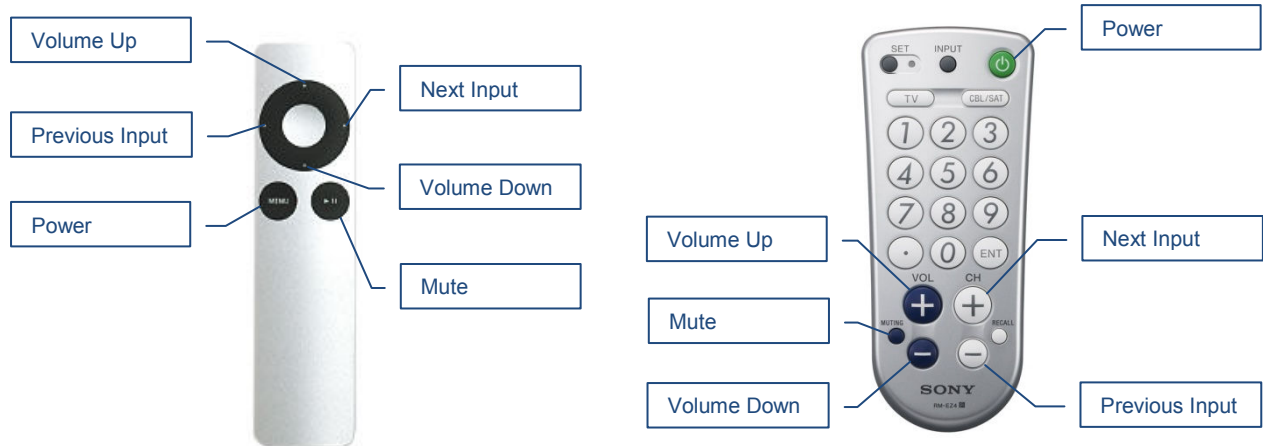 Volume Up
Previous Input
Power
Next Input
Volume Down
Mute
MENU
SET
INPUT
TV
CBL/SAT
1 2 3
4 5 6
7 8 9
· 0 ENT
VOL CH
+ +
MUTING RECALL
− −
SONY
RM-EZ4
Power
Volume Up
Mute
Volume Down
Next Input
Previous Input